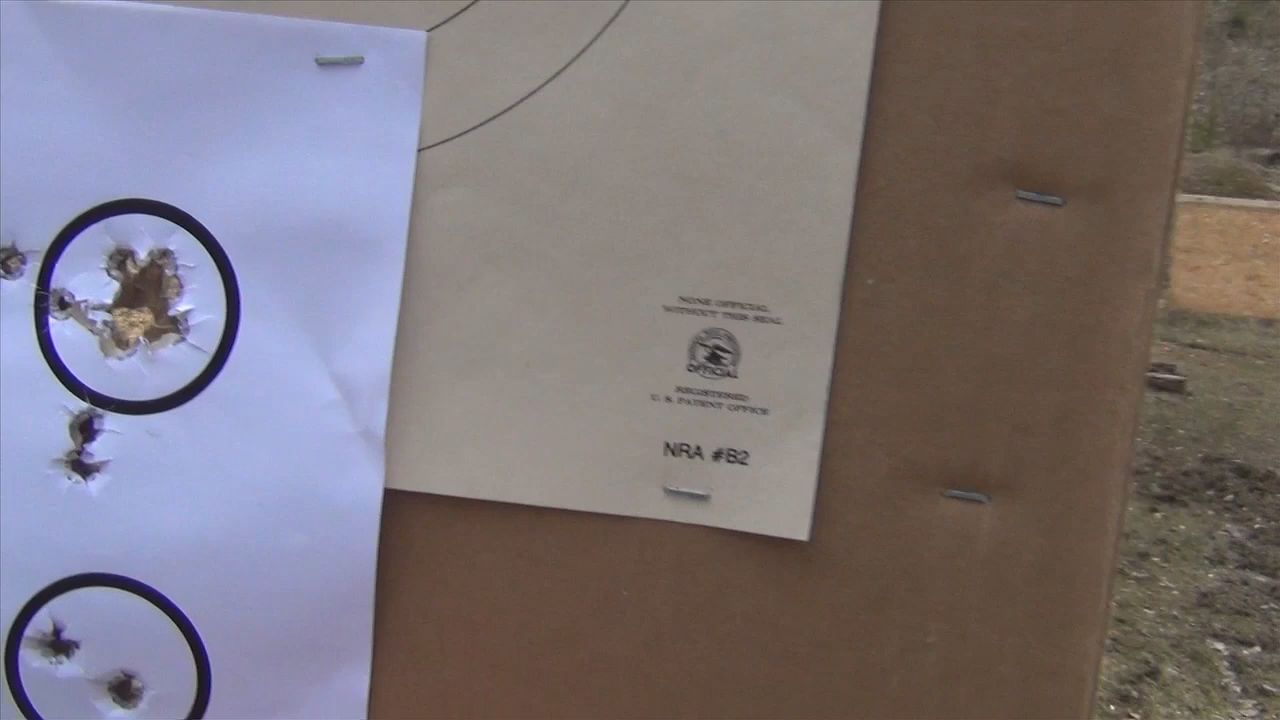 NONE OFFICIAL
WITHOUT THIS SEAL
OFFICIAL
REGISTERED
U. S. PATENT OFFICE
NRA #B2